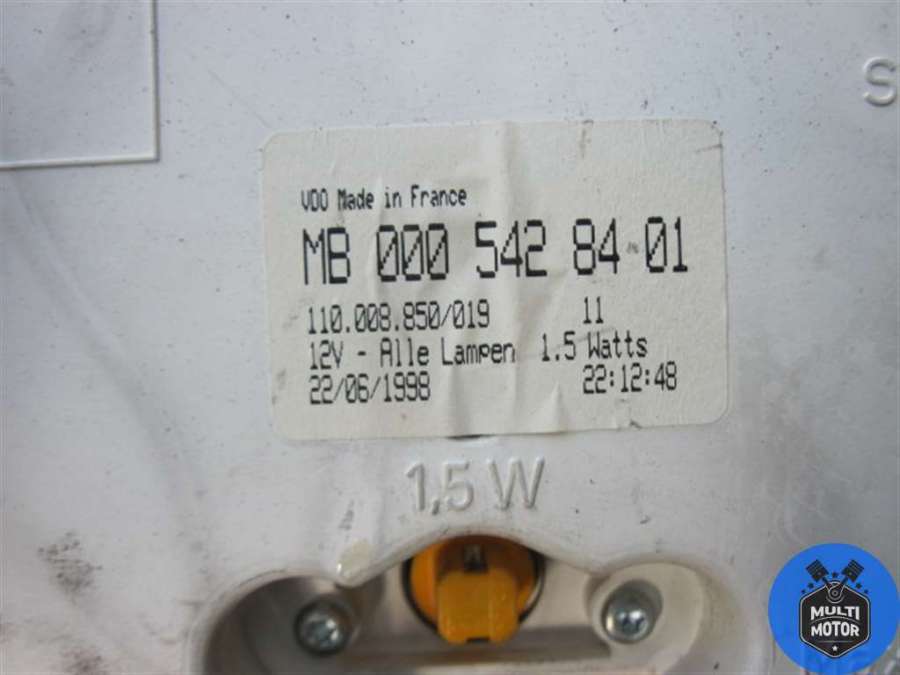 S
VDO Made in France
MB 000 542 84 01
110.008.850/019 11
12V - Alle Lampen 1.5 Watts
22/06/1998 22:12:48
1,5 W
MULTI
MOTOR